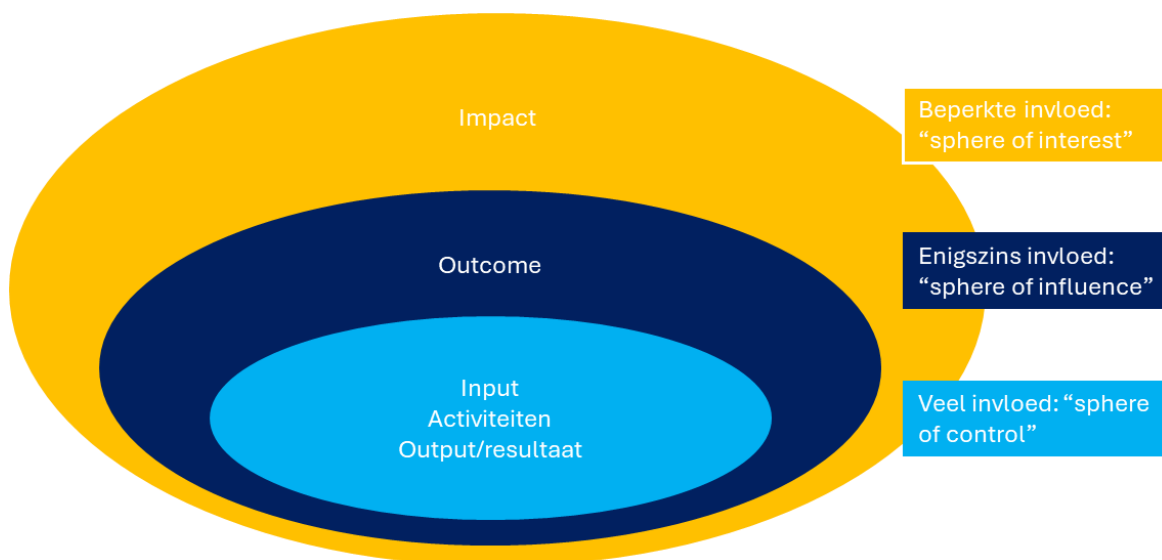 Impact
Beperkte invloed:
“sphere of interest”
Outcome
Enigszins invloed:
“sphere of influence”
Input
Activiteiten
Output/resultaat
Veel invloed: “sphere
of control”